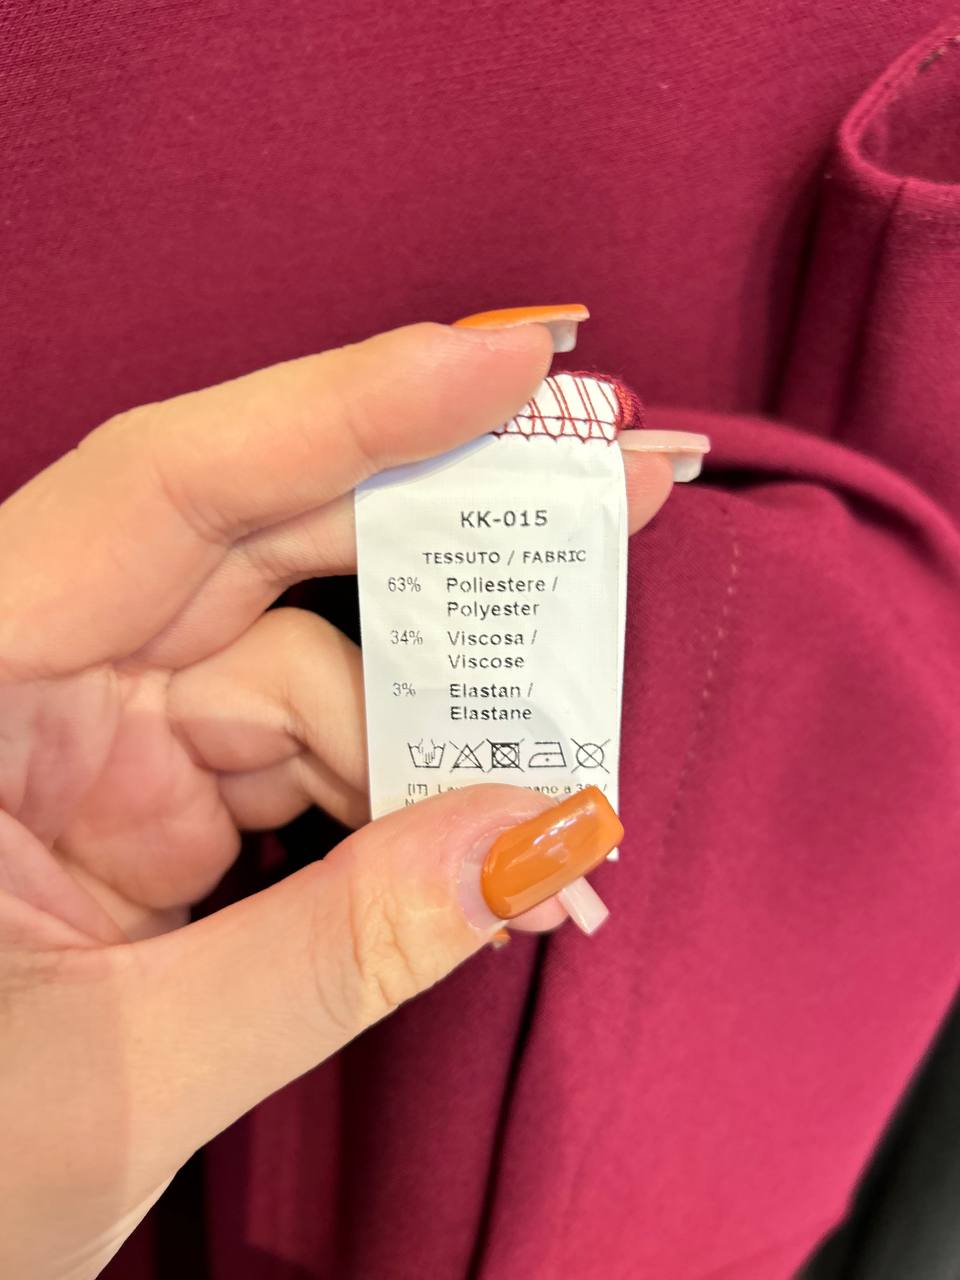 KK-015
TESSUTO / FABRIC
63% Poliestere /
Polyester
34% Viscosa /
Viscose
3% Elastan /
Elastane
[IT] a